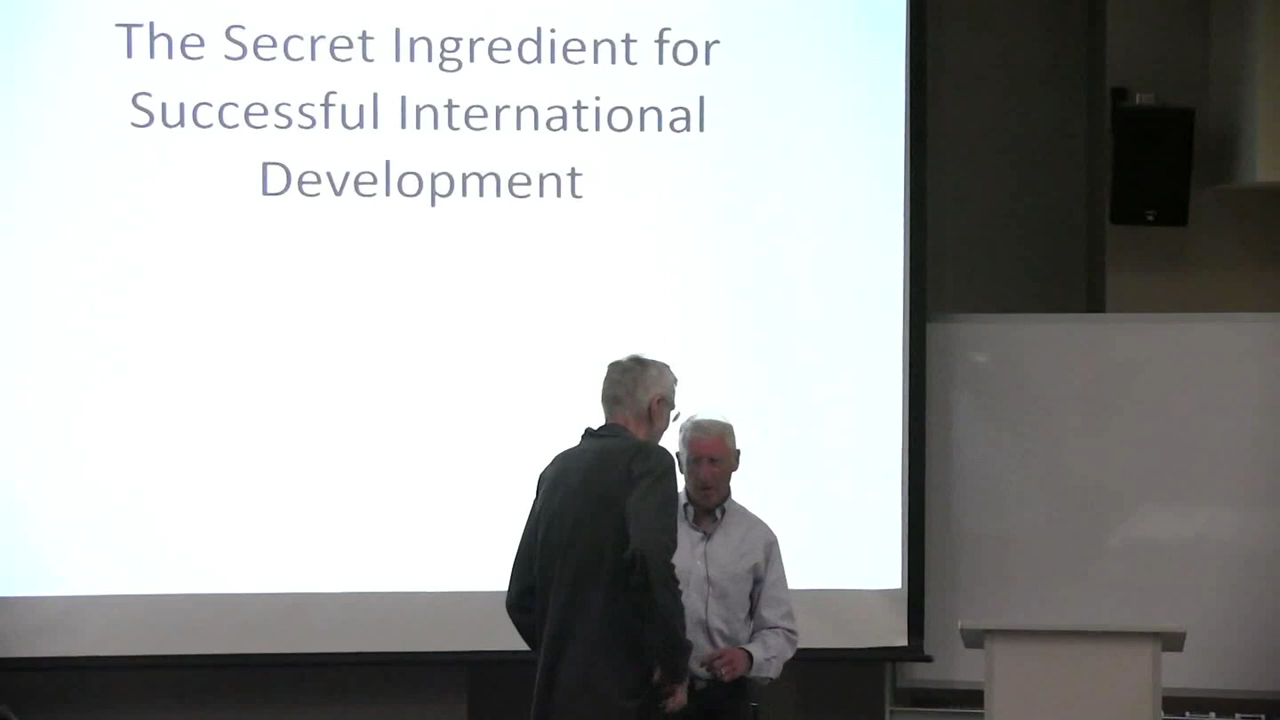 The Secret Ingredient for
Successful International
Development